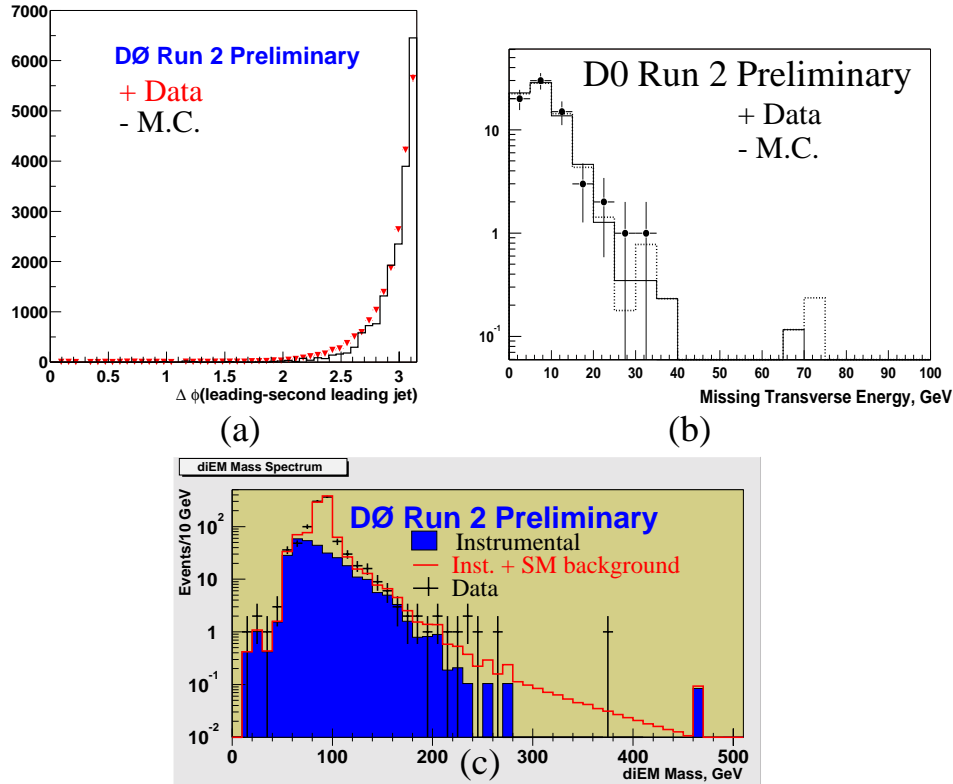 7000
6000
5000
4000
3000
2000
1000
0
DØ Run 2 Preliminary
+ Data
- M.C.
0 0.5 1 1.5 2 2.5 3
Δ ϕ(leading-second leading jet)
(a)
10
1
10⁻¹
D0 Run 2 Preliminary
+ Data
- M.C.
0 10 20 30 40 50 60 70 80 90 100
Missing Transverse Energy, GeV
(b)
diEM Mass Spectrum
Events/10 GeV
10²
10
1
10⁻¹
10⁻²
DØ Run 2 Preliminary
Instrumental
Inst. + SM background
Data
0 100 200 300 400 500
(c)
diEM Mass, GeV